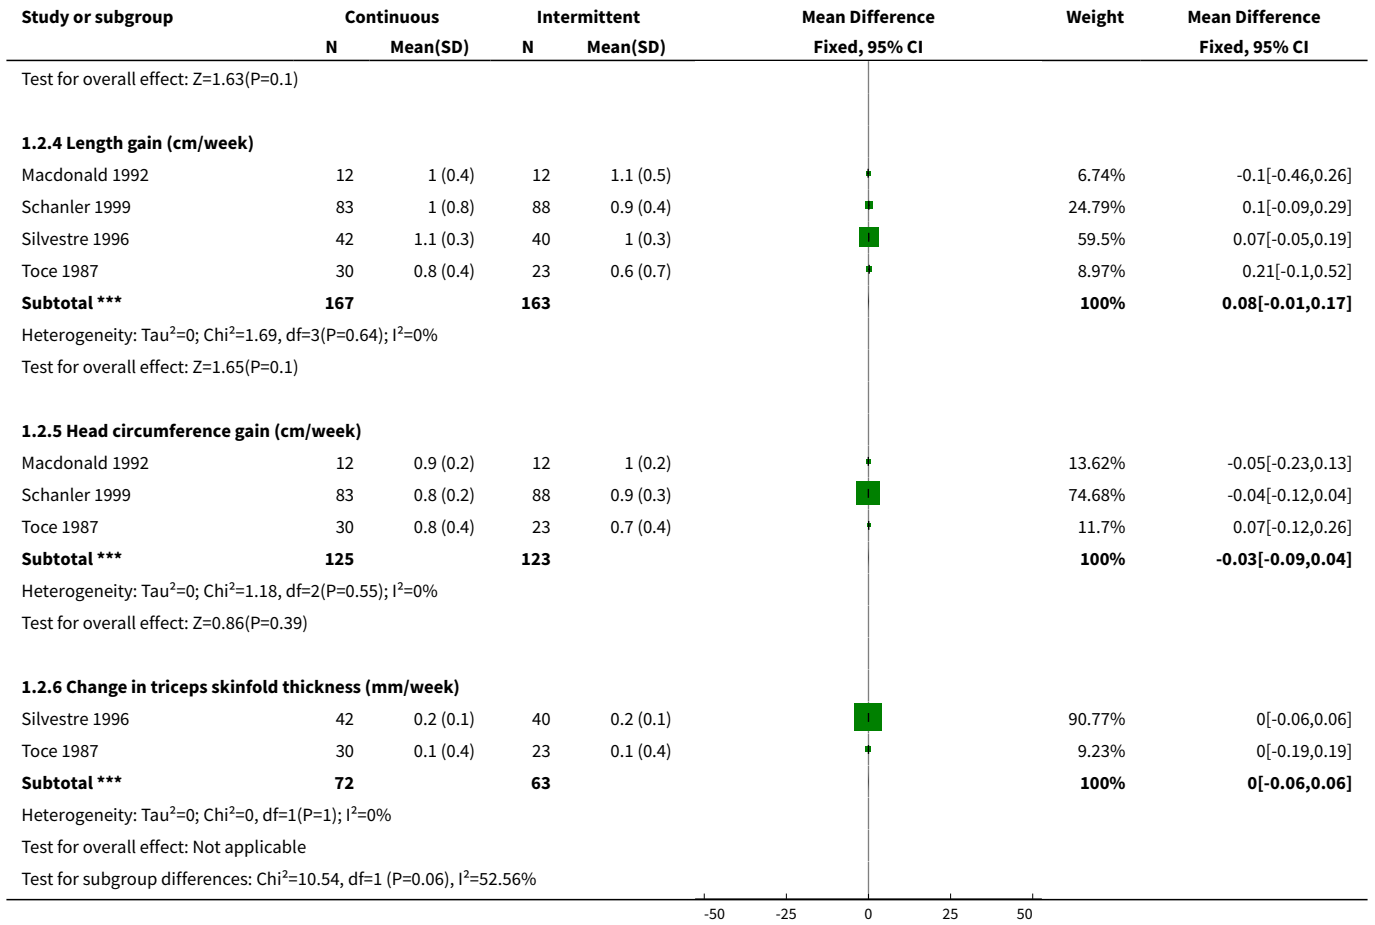 Study or subgroup Continuous Intermittent Mean Difference Weight Mean Difference
N Mean(SD) N Mean(SD) Fixed, 95% CI Fixed, 95% CI
Test for overall effect: Z=1.63(P=0.1)
1.2.4 Length gain (cm/week)
Macdonald 1992 12 1 (0.4) 12 1.1 (0.5) 6.74% -0.1[-0.46,0.26]
Schanler 1999 83 1 (0.8) 88 0.9 (0.4) 24.79% 0.1[-0.09,0.29]
Silvestre 1996 42 1.1 (0.3) 40 1 (0.3) 59.5% 0.07[-0.05,0.19]
Toce 1987 30 0.8 (0.4) 23 0.6 (0.7) 8.97% 0.21[-0.1,0.52]
Subtotal *** 167 163 100% 0.08[-0.01,0.17]
Heterogeneity: Tau²=0; Chi²=1.69, df=3(P=0.64); I²=0%
Test for overall effect: Z=1.65(P=0.1)
1.2.5 Head circumference gain (cm/week)
Macdonald 1992 12 0.9 (0.2) 12 1 (0.2) 13.62% -0.05[-0.23,0.13]
Schanler 1999 83 0.8 (0.2) 88 0.9 (0.3) 74.68% -0.04[-0.12,0.04]
Toce 1987 30 0.8 (0.4) 23 0.7 (0.4) 11.7% 0.07[-0.12,0.26]
Subtotal *** 125 123 100% -0.03[-0.09,0.04]
Heterogeneity: Tau²=0; Chi²=1.18, df=2(P=0.55); I²=0%
Test for overall effect: Z=0.86(P=0.39)
1.2.6 Change in triceps skinfold thickness (mm/week)
Silvestre 1996 42 0.2 (0.1) 40 0.2 (0.1) 90.77% 0[-0.06,0.06]
Toce 1987 30 0.1 (0.4) 23 0.1 (0.4) 9.23% 0[-0.19,0.19]
Subtotal *** 72 63 100% 0[-0.06,0.06]
Heterogeneity: Tau²=0; Chi²=0, df=1(P=1); I²=0%
Test for overall effect: Not applicable
Test for subgroup differences: Chi²=10.54, df=1 (P=0.06), I²=52.56%
-50 -25 0 25 50